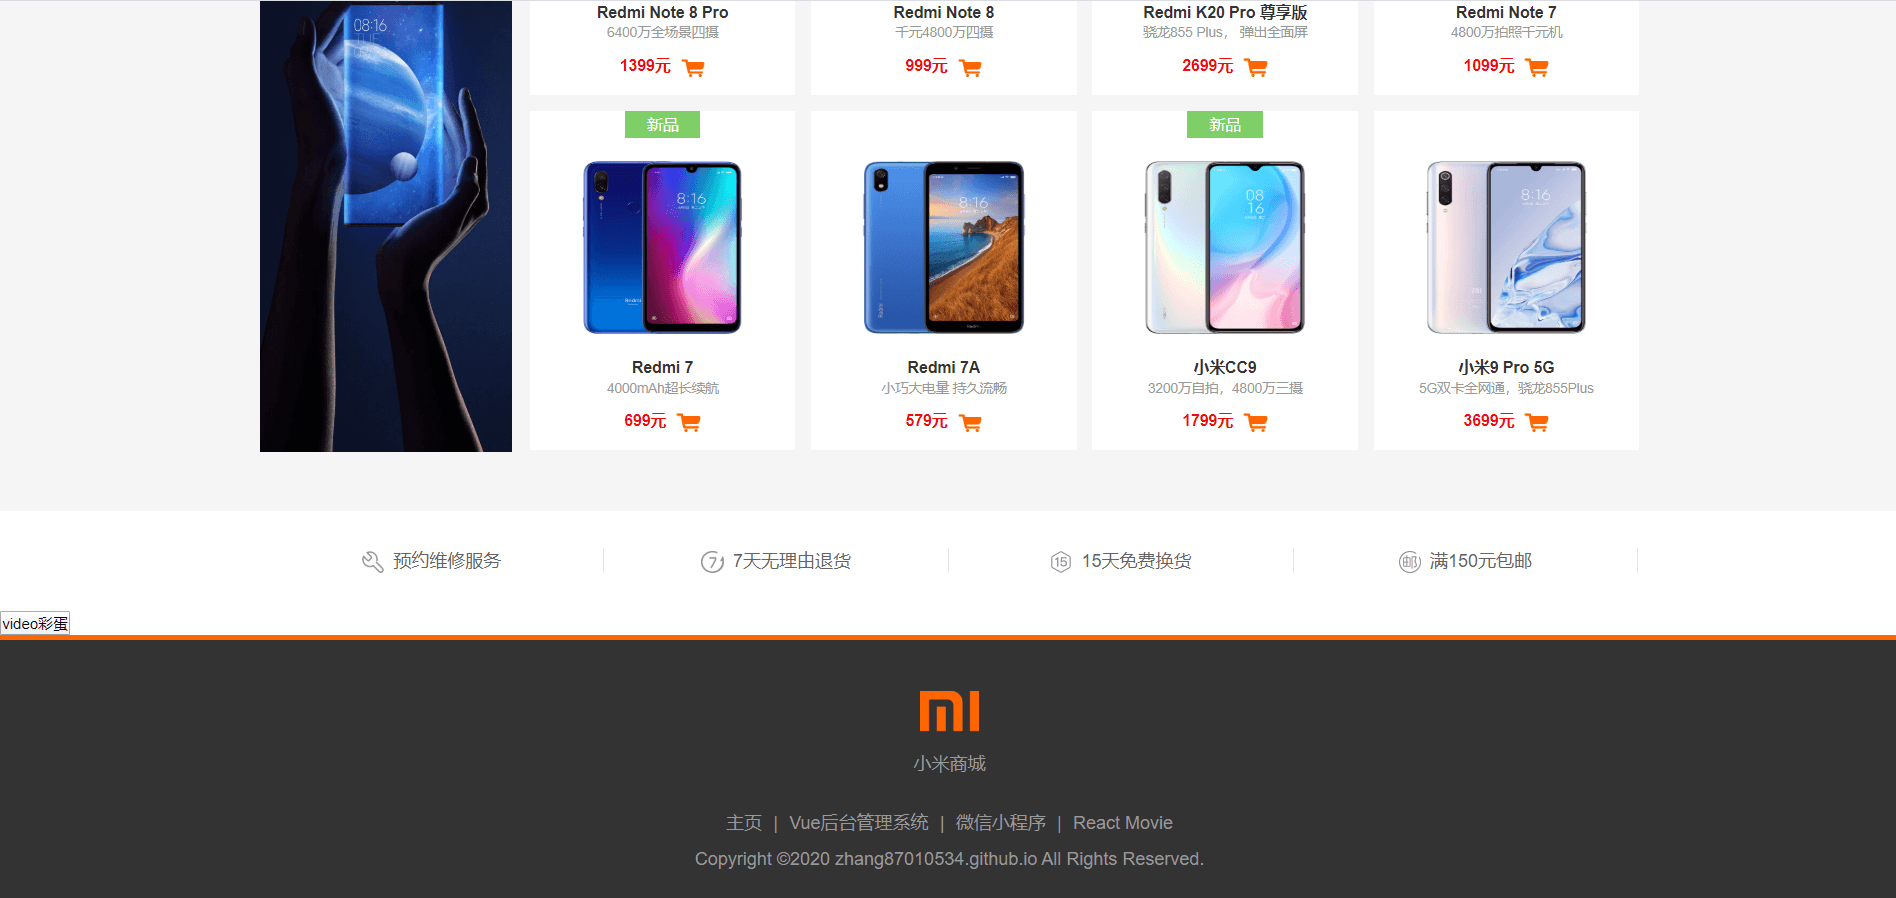 08:16
TUE
Redmi Note 8 Pro
6400万全场景四摄
1399元
Redmi Note 8
千元4800万四摄
999元
Redmi K20 Pro 尊享版
骁龙855 Plus， 弹出全面屏
2699元
Redmi Note 7
4800万拍照千元机
1099元
新品
8:16
Redmi 7
4000mAh超长续航
699元
8:16
Redmi 7A
小巧大电量 持久流畅
579元
新品
08
16
小米CC9
3200万自拍，4800万三摄
1799元
8:16
小米9 Pro 5G
5G双卡全网通，骁龙855Plus
3699元
预约维修服务
7 7天无理由退货
15 15天免费换货
邮 满150元包邮
video彩蛋
小米商城
主页 | Vue后台管理系统 | 微信小程序 | React Movie
Copyright ©2020 zhang87010534.github.io All Rights Reserved.